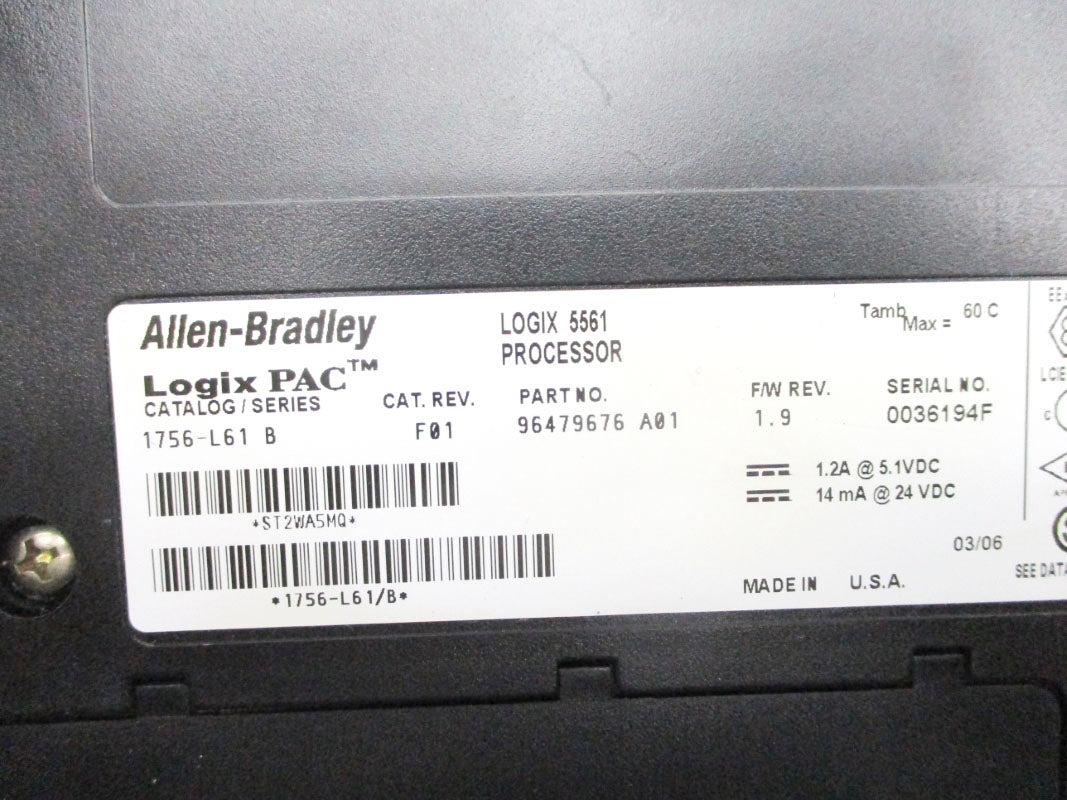 Allen-Bradley
Logix PAC™
CATALOG / SERIES
1756-L61 B
CAT. REV.
F01
LOGIX 5561
PROCESSOR
PART NO.
96479676 A01
F/W REV.
1.9
Tamb Max = 60 C
SERIAL NO.
0036194F
1.2A @ 5.1VDC
14 mA @ 24 VDC
*ST2WA5MQ*
*1756-L61/B*
03/06
MADE IN U.S.A.
LCIE
SEE DATA